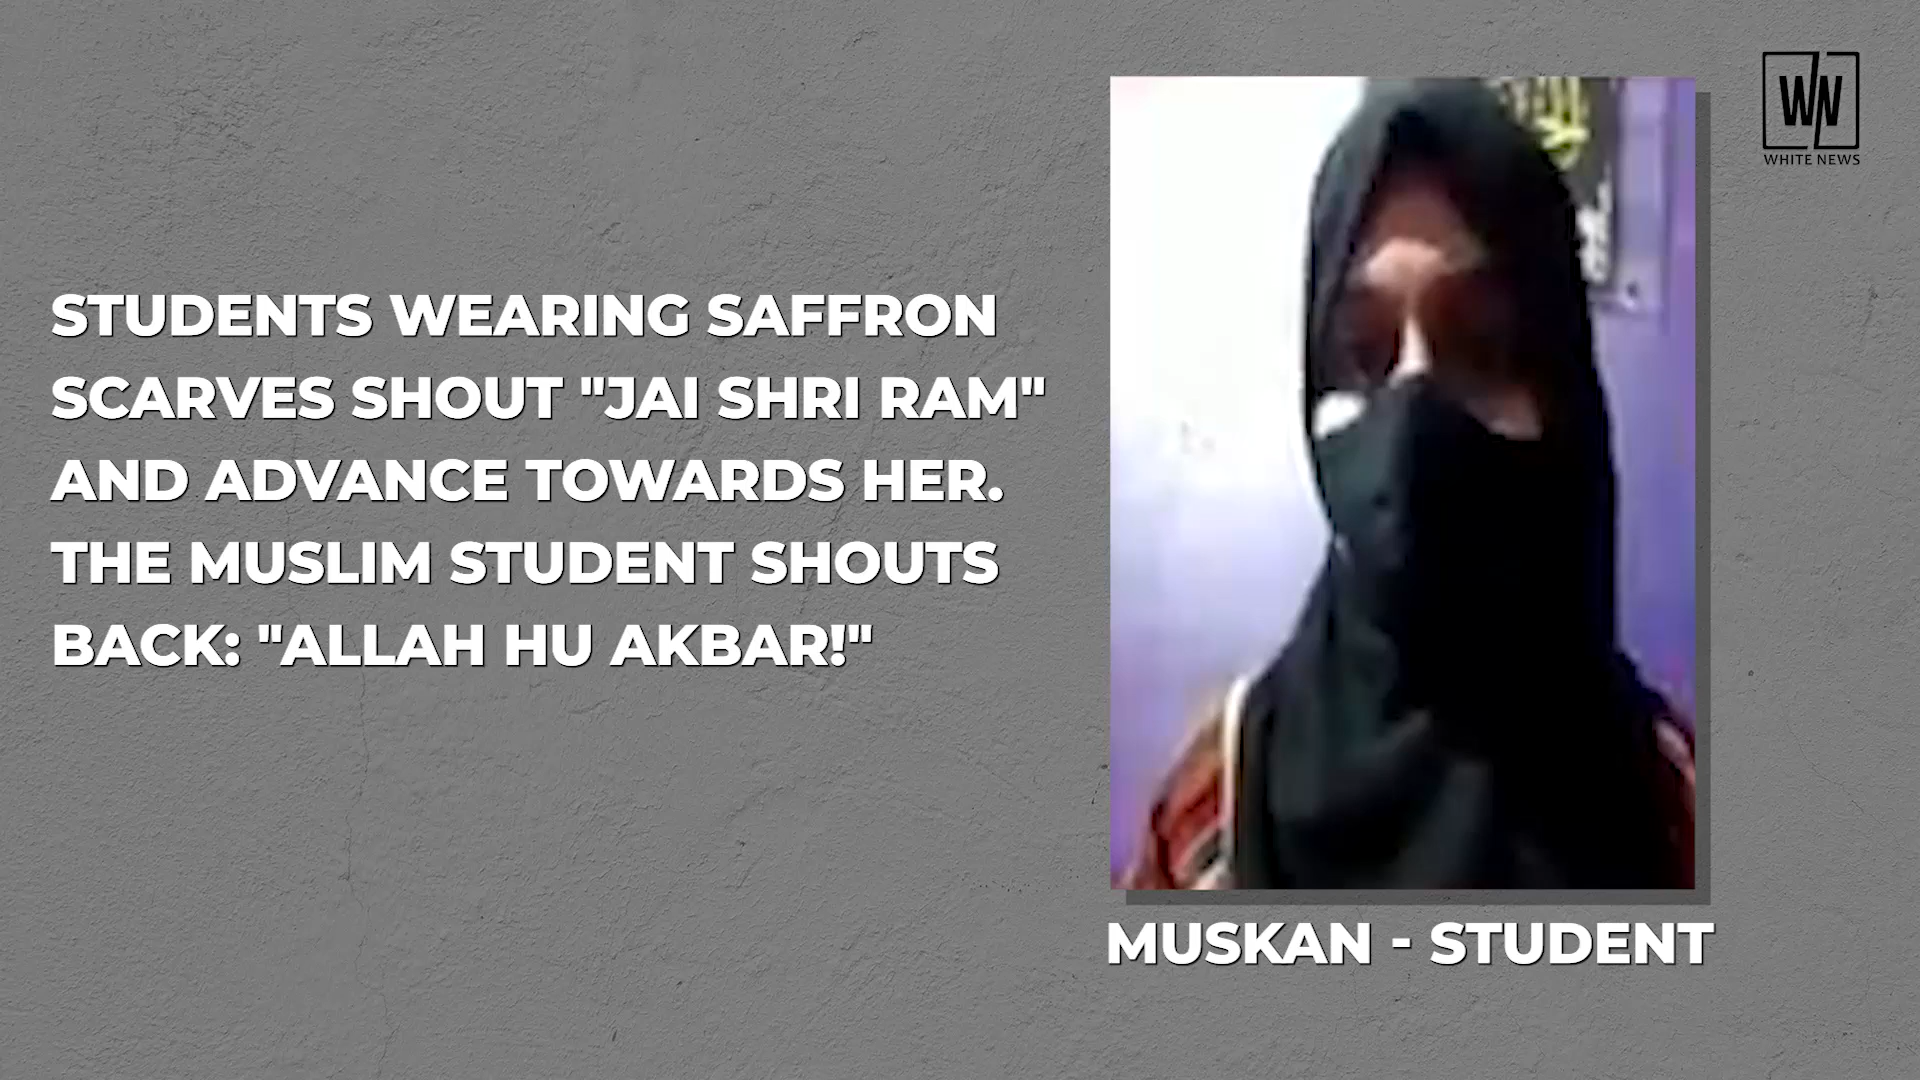 WN
WHITE NEWS
STUDENTS WEARING SAFFRON
SCARVES SHOUT "JAI SHRI RAM"
AND ADVANCE TOWARDS HER.
THE MUSLIM STUDENT SHOUTS
BACK: "ALLAH HU AKBAR!"
MUSKAN - STUDENT